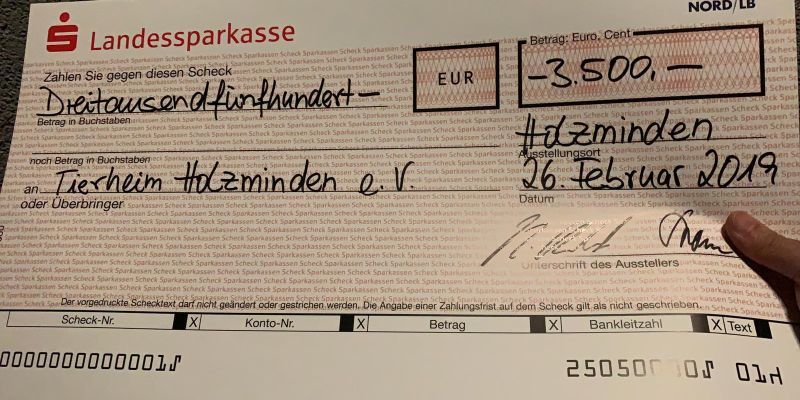 NORD/LB
Landessparkasse
Zahlen Sie gegen diesen Scheck
Dreitausendfünfhundert—
Betrag in Buchstaben
EUR
Betrag: Euro, Cent
–3.500,—
noch Betrag in Buchstaben
Holzminden
Ausstellungsort
an Tierheim Holzminden e.V.
26. Februar 2019
oder Überbringer
Datum
Unterschrift des Ausstellers
Der vorgedruckte Schecktext darf nicht geändert oder gestrichen werden. Die Angabe einer Zahlungsfrist auf dem Scheck gilt als nicht geschrieben.
Scheck-Nr. X Konto-Nr. X Betrag X Bankleitzahl X Text